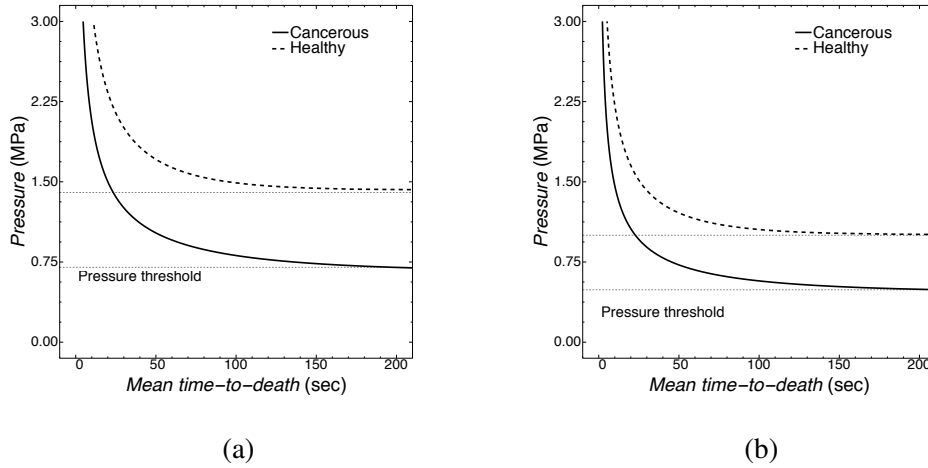 3.00
2.25
1.50
0.75
0.00
Pressure (MPa)
Cancerous
Healthy
Pressure threshold
0 50 100 150 200
Mean time-to-death (sec)
(a)
3.00
2.25
1.50
0.75
0.00
Pressure (MPa)
Cancerous
Healthy
Pressure threshold
0 50 100 150 200
Mean time-to-death (sec)
(b)